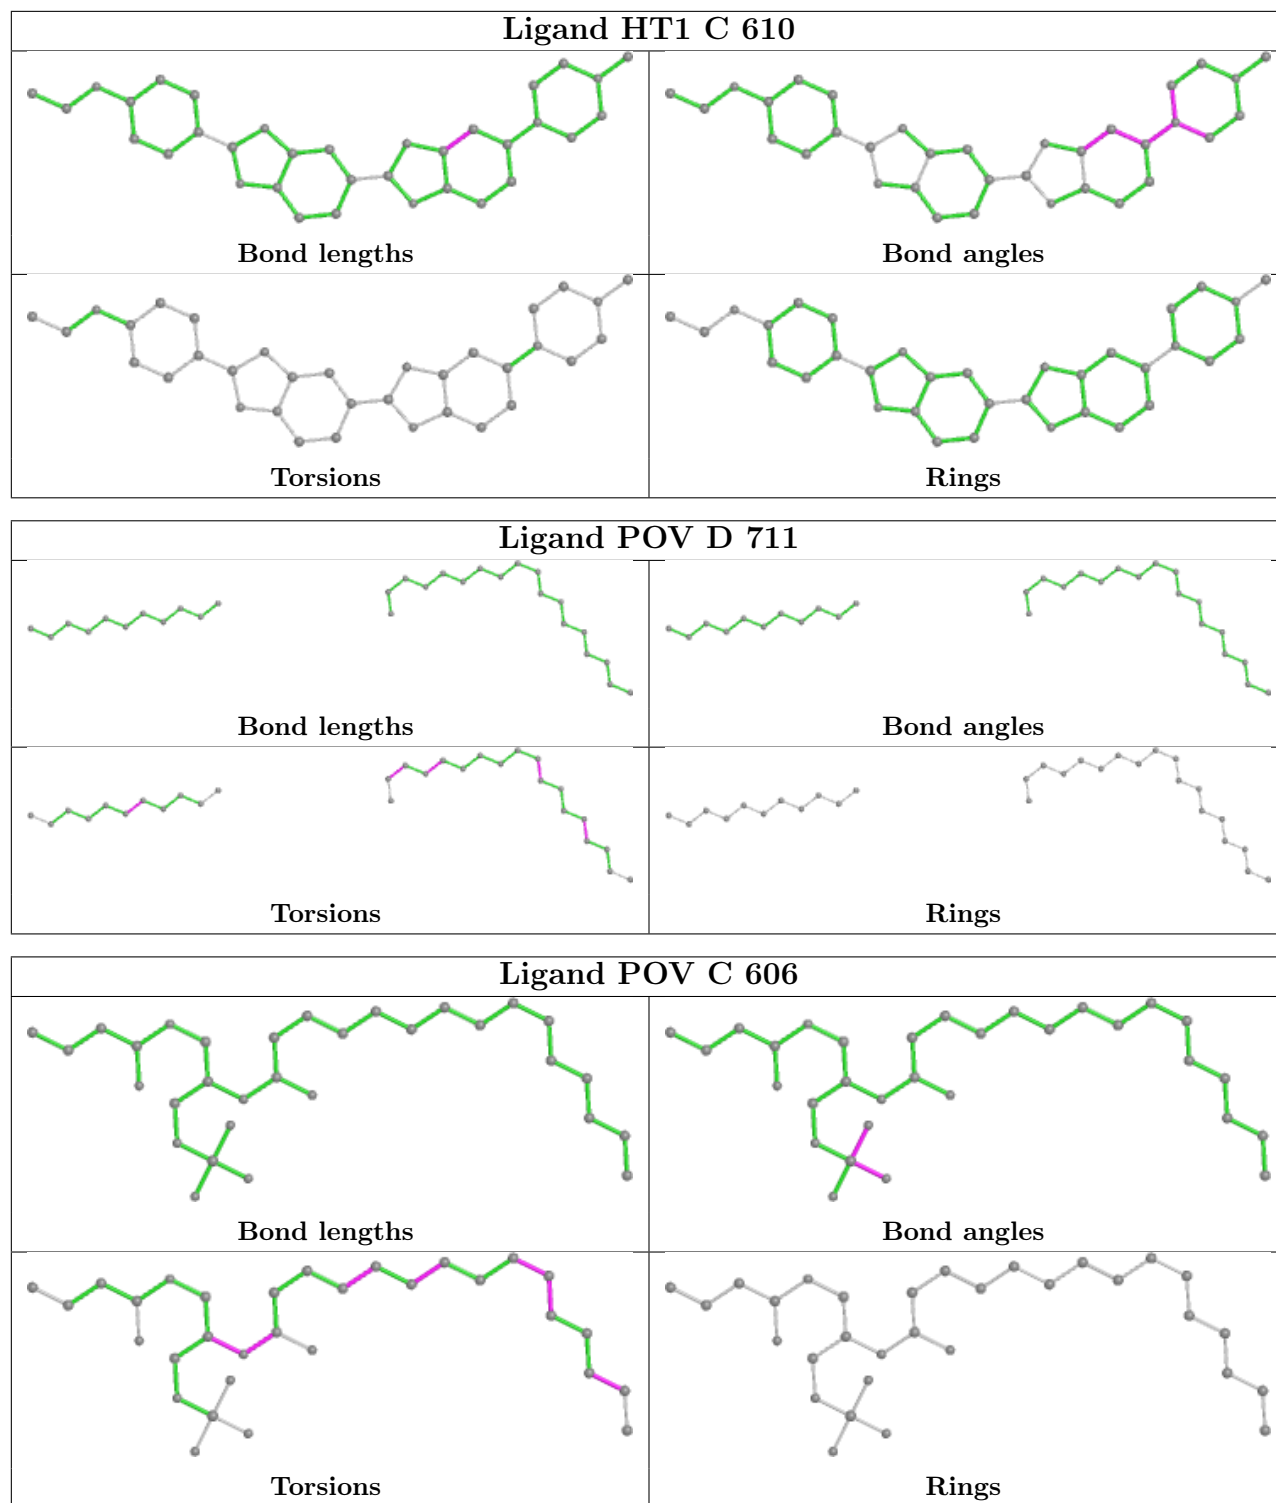 Ligand HT1 C 610
Bond lengths
Bond angles
Torsions
Rings
Ligand POV D 711
Bond lengths
Bond angles
Torsions
Rings
Ligand POV C 606
Bond lengths
Bond angles
Torsions
Rings